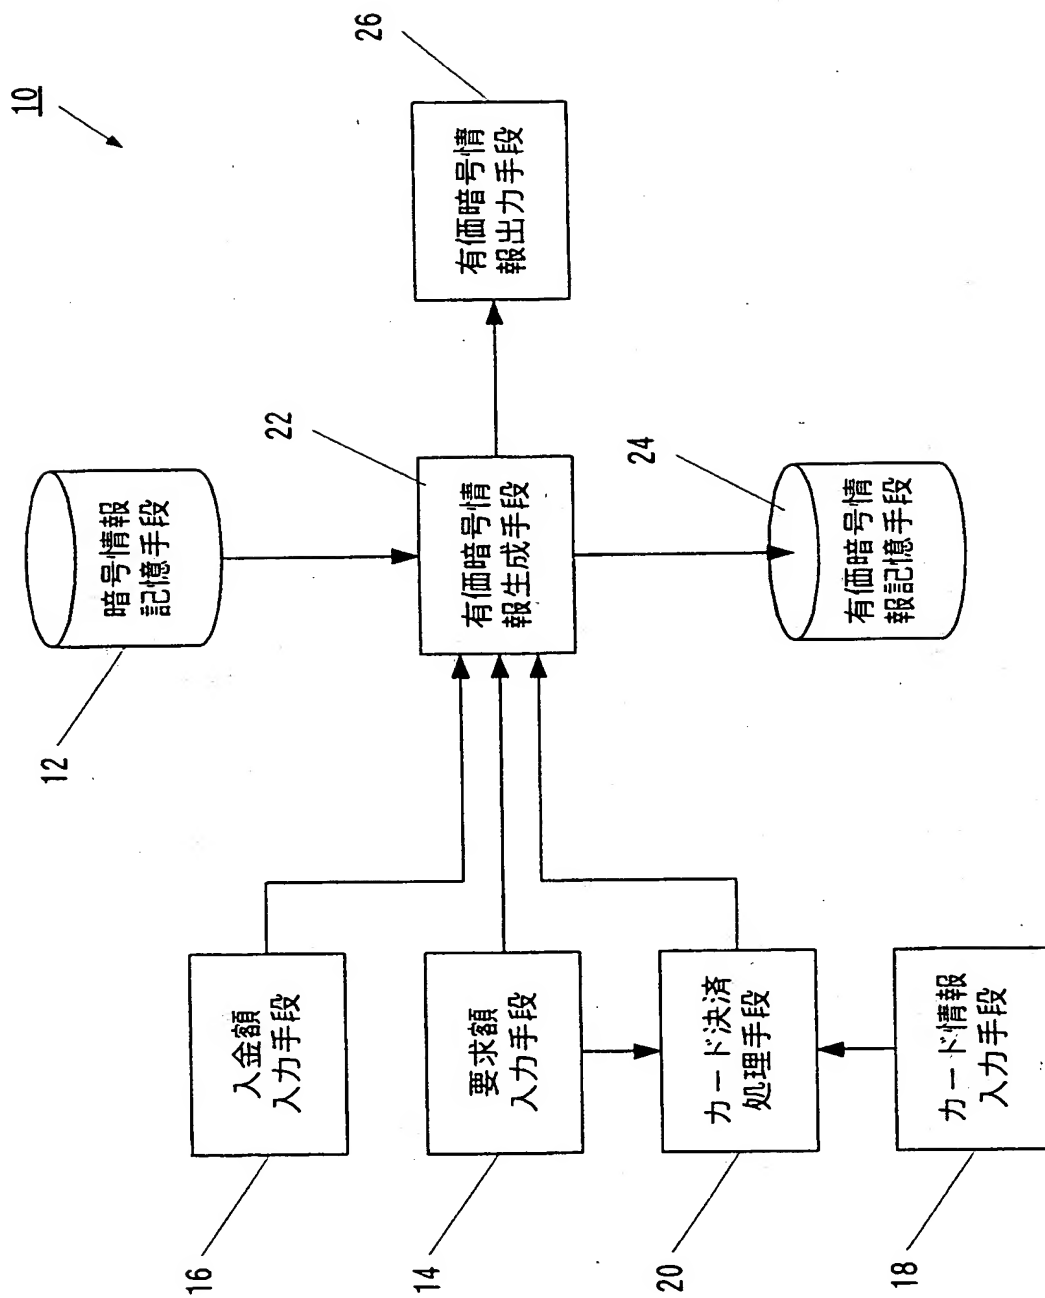 10
16
入金額
入力手段
14
要求額
入力手段
20
カード決済
処理手段
18
カード情報
入力手段
12
暗号情報
記憶手段
22
有価暗号情
報生成手段
24
有価暗号情
報記憶手段
26
有価暗号情
報出力手段